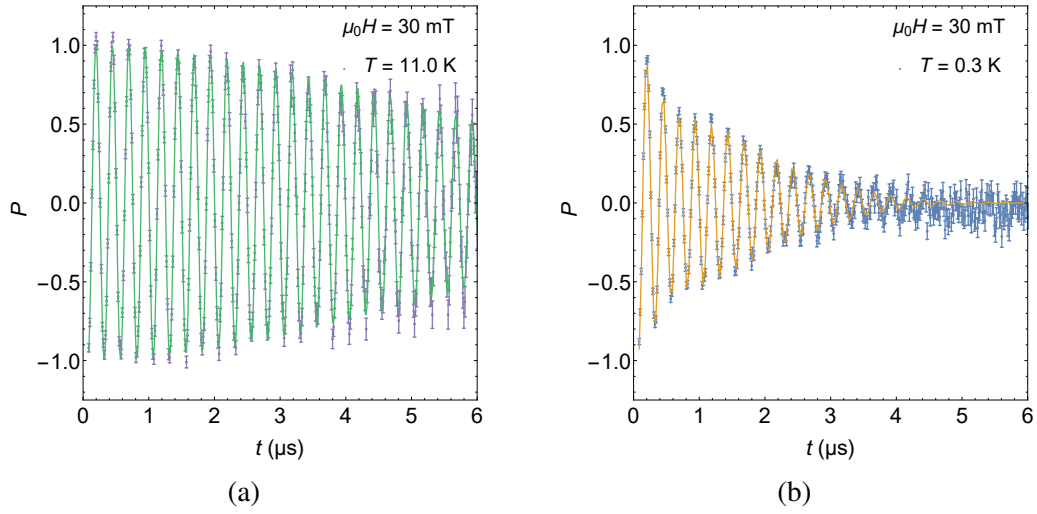 μ₀H = 30 mT
T = 11.0 K
1.0
0.5
0.0
−0.5
−1.0
P
0 1 2 3 4 5 6
t (μs)
(a)
μ₀H = 30 mT
T = 0.3 K
1.0
0.5
0.0
−0.5
−1.0
P
0 1 2 3 4 5 6
t (μs)
(b)